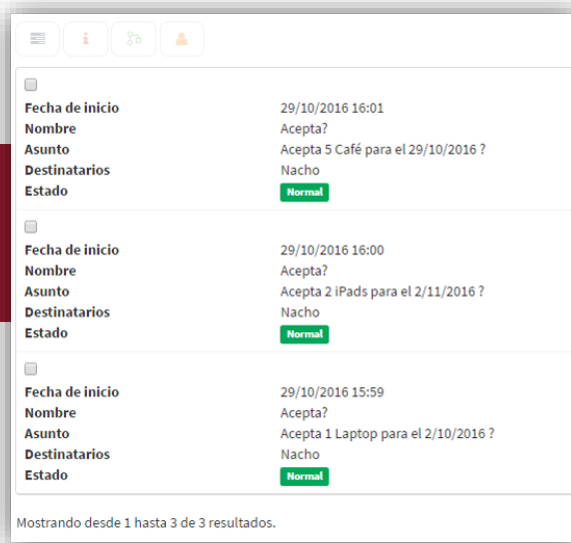 Fecha de inicio 29/10/2016 16:01
Nombre Acepta?
Asunto Acepta 5 Café para el 29/10/2016 ?
Destinatarios Nacho
Estado Normal
Fecha de inicio 29/10/2016 16:00
Nombre Acepta?
Asunto Acepta 2 iPads para el 2/11/2016 ?
Destinatarios Nacho
Estado Normal
Fecha de inicio 29/10/2016 15:59
Nombre Acepta?
Asunto Acepta 1 Laptop para el 2/10/2016 ?
Destinatarios Nacho
Estado Normal
Mostrando desde 1 hasta 3 de 3 resultados.